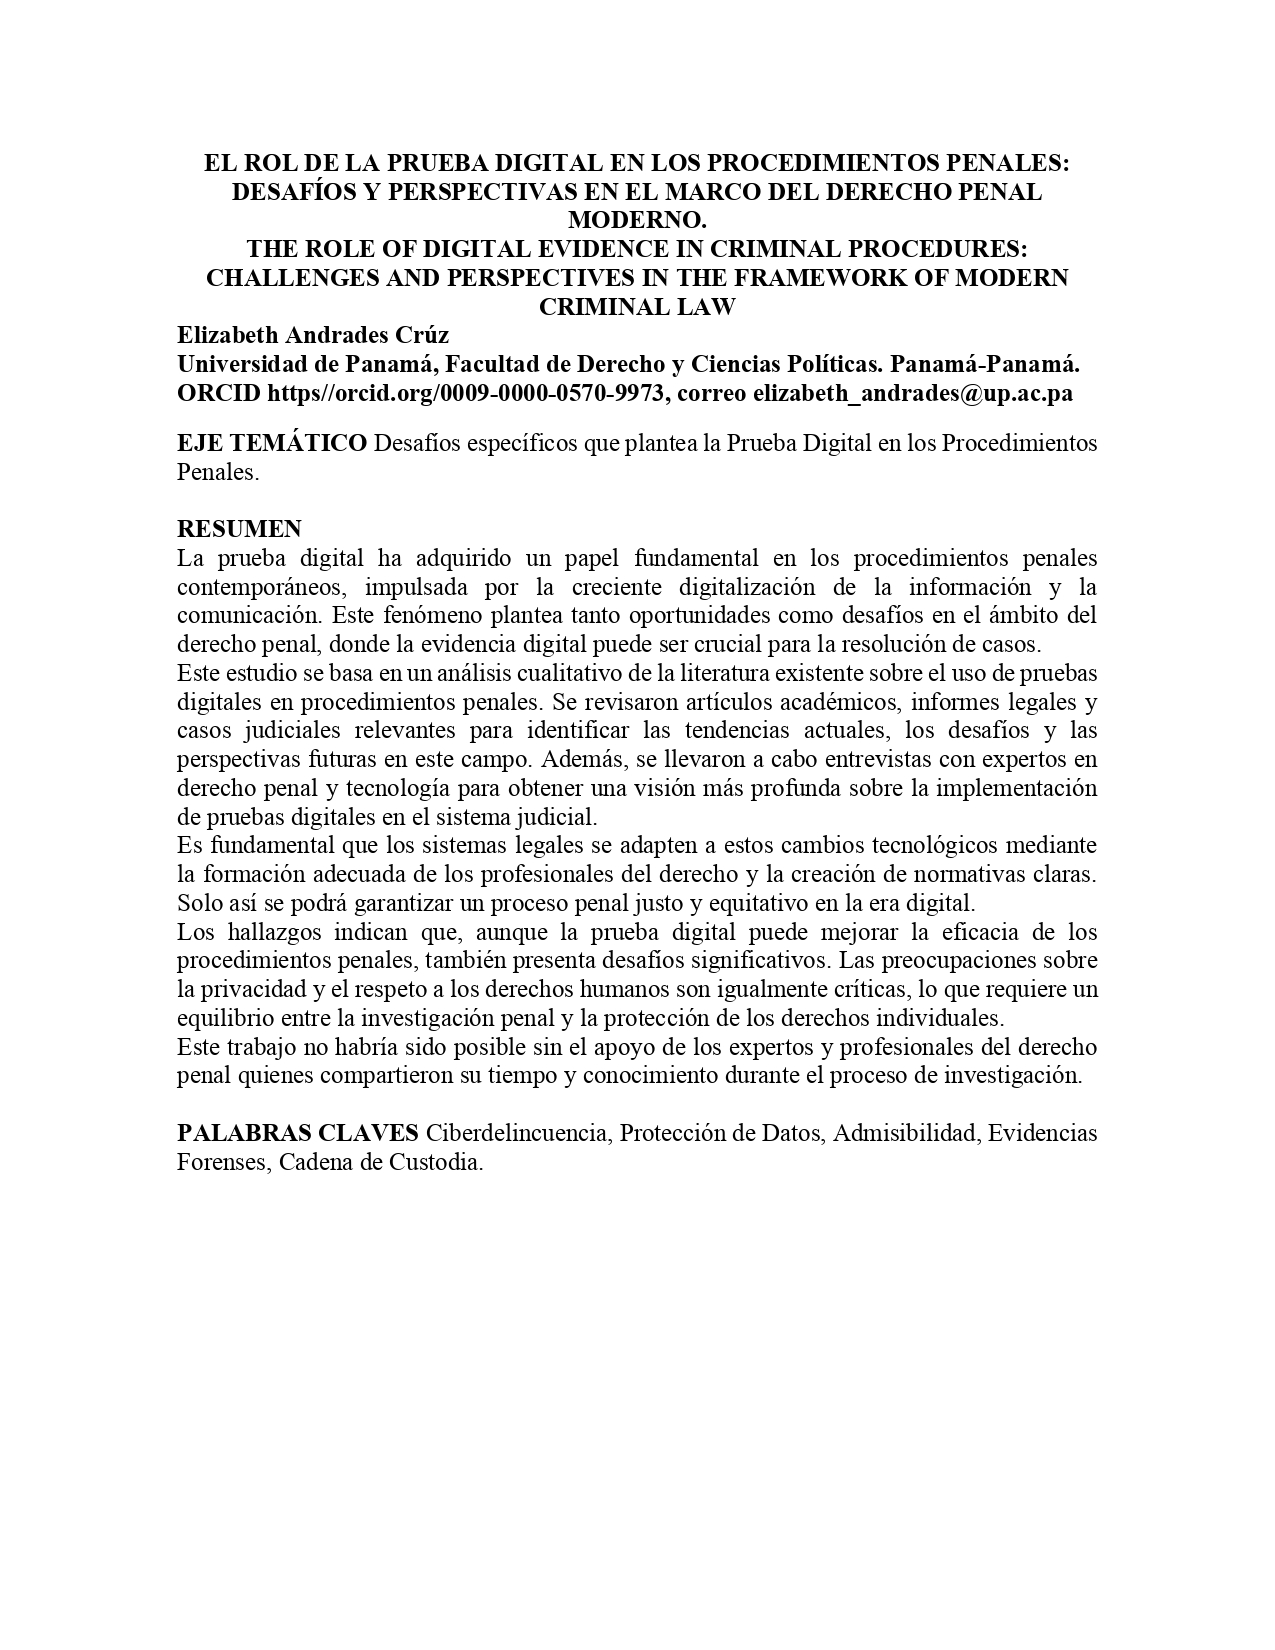 EL ROL DE LA PRUEBA DIGITAL EN LOS PROCEDIMIENTOS PENALES:
DESAFÍOS Y PERSPECTIVAS EN EL MARCO DEL DERECHO PENAL
MODERNO.
THE ROLE OF DIGITAL EVIDENCE IN CRIMINAL PROCEDURES:
CHALLENGES AND PERSPECTIVES IN THE FRAMEWORK OF MODERN
CRIMINAL LAW
Elizabeth Andrades Crúz
Universidad de Panamá, Facultad de Derecho y Ciencias Políticas. Panamá-Panamá.
ORCID https//orcid.org/0009-0000-0570-9973, correo elizabeth_andrades@up.ac.pa
EJE TEMÁTICO Desafíos específicos que plantea la Prueba Digital en los Procedimientos
Penales.
RESUMEN
La prueba digital ha adquirido un papel fundamental en los procedimientos penales
contemporáneos, impulsada por la creciente digitalización de la información y la
comunicación. Este fenómeno plantea tanto oportunidades como desafíos en el ámbito del
derecho penal, donde la evidencia digital puede ser crucial para la resolución de casos.
Este estudio se basa en un análisis cualitativo de la literatura existente sobre el uso de pruebas
digitales en procedimientos penales. Se revisaron artículos académicos, informes legales y
casos judiciales relevantes para identificar las tendencias actuales, los desafíos y las
perspectivas futuras en este campo. Además, se llevaron a cabo entrevistas con expertos en
derecho penal y tecnología para obtener una visión más profunda sobre la implementación
de pruebas digitales en el sistema judicial.
Es fundamental que los sistemas legales se adapten a estos cambios tecnológicos mediante
la formación adecuada de los profesionales del derecho y la creación de normativas claras.
Solo así se podrá garantizar un proceso penal justo y equitativo en la era digital.
Los hallazgos indican que, aunque la prueba digital puede mejorar la eficacia de los
procedimientos penales, también presenta desafíos significativos. Las preocupaciones sobre
la privacidad y el respeto a los derechos humanos son igualmente críticas, lo que requiere un
equilibrio entre la investigación penal y la protección de los derechos individuales.
Este trabajo no habría sido posible sin el apoyo de los expertos y profesionales del derecho
penal quienes compartieron su tiempo y conocimiento durante el proceso de investigación.
PALABRAS CLAVES Ciberdelincuencia, Protección de Datos, Admisibilidad, Evidencias
Forenses, Cadena de Custodia.